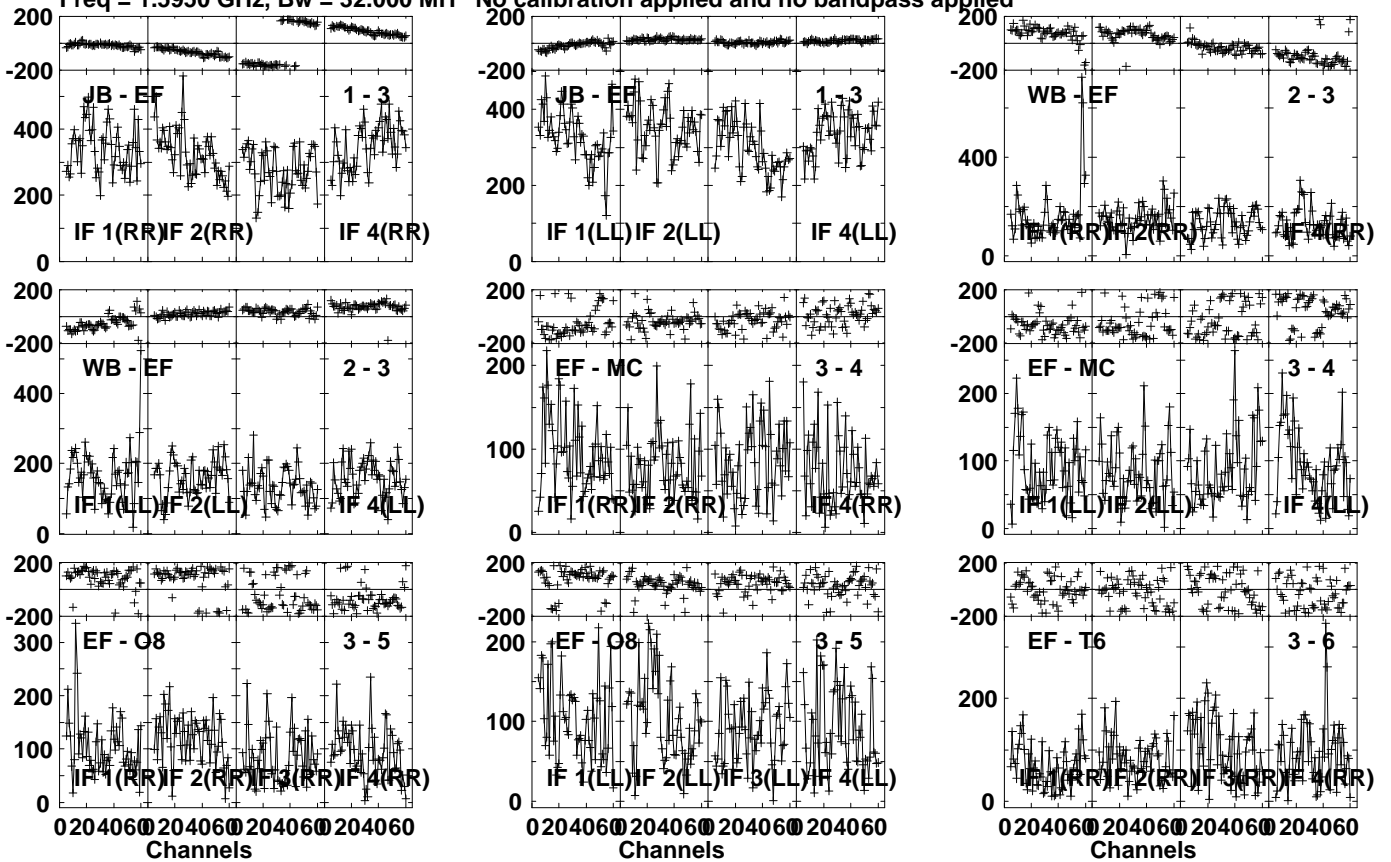 Freq = 1.5950 GHz, Bw = 32.000 MH No calibration applied and no bandpass applied
200 200 200
-200 -200 -200
JB - EF 1 - 3 JB - EF 1 - 3 WB - EF 2 - 3
400 400 400
300
200 200
100
IF 1(RR) IF 2(RR) IF 4(RR) IF 1(LL) IF 2(LL) IF 4(LL) IF 1(RR) IF 2(RR) IF 4(RR)
0 0 0
200 200 200
-200 -200 -200
WB - EF 2 - 3 EF - MC 3 - 4 EF - MC 3 - 4
400 200 200
200 100 100
IF 1(LL) IF 2(LL) IF 4(LL) IF 1(RR) IF 2(RR) IF 4(RR) IF 1(LL) IF 2(LL) IF 4(LL)
0 0 0
200 200 200
-200 -200 -200
EF - O8 3 - 5 EF - O8 3 - 5 EF - T6 3 - 6
300
200 200 200
100 100
IF 1(RR) IF 2(RR) IF 3(RR) IF 4(RR) IF 1(LL) IF 2(LL) IF 3(LL) IF 4(LL) IF 1(RR) IF 2(RR) IF 3(RR) IF 4(RR)
0 0 0
0 20 40 60 0 20 40 60 0 20 40 60 0 20 40 60 0 20 40 60 0 20 40 60 0 20 40 60 0 20 40 60 0 20 40 60 0 20 40 60 0 20 40 60 0 20 40 60
Channels Channels Channels